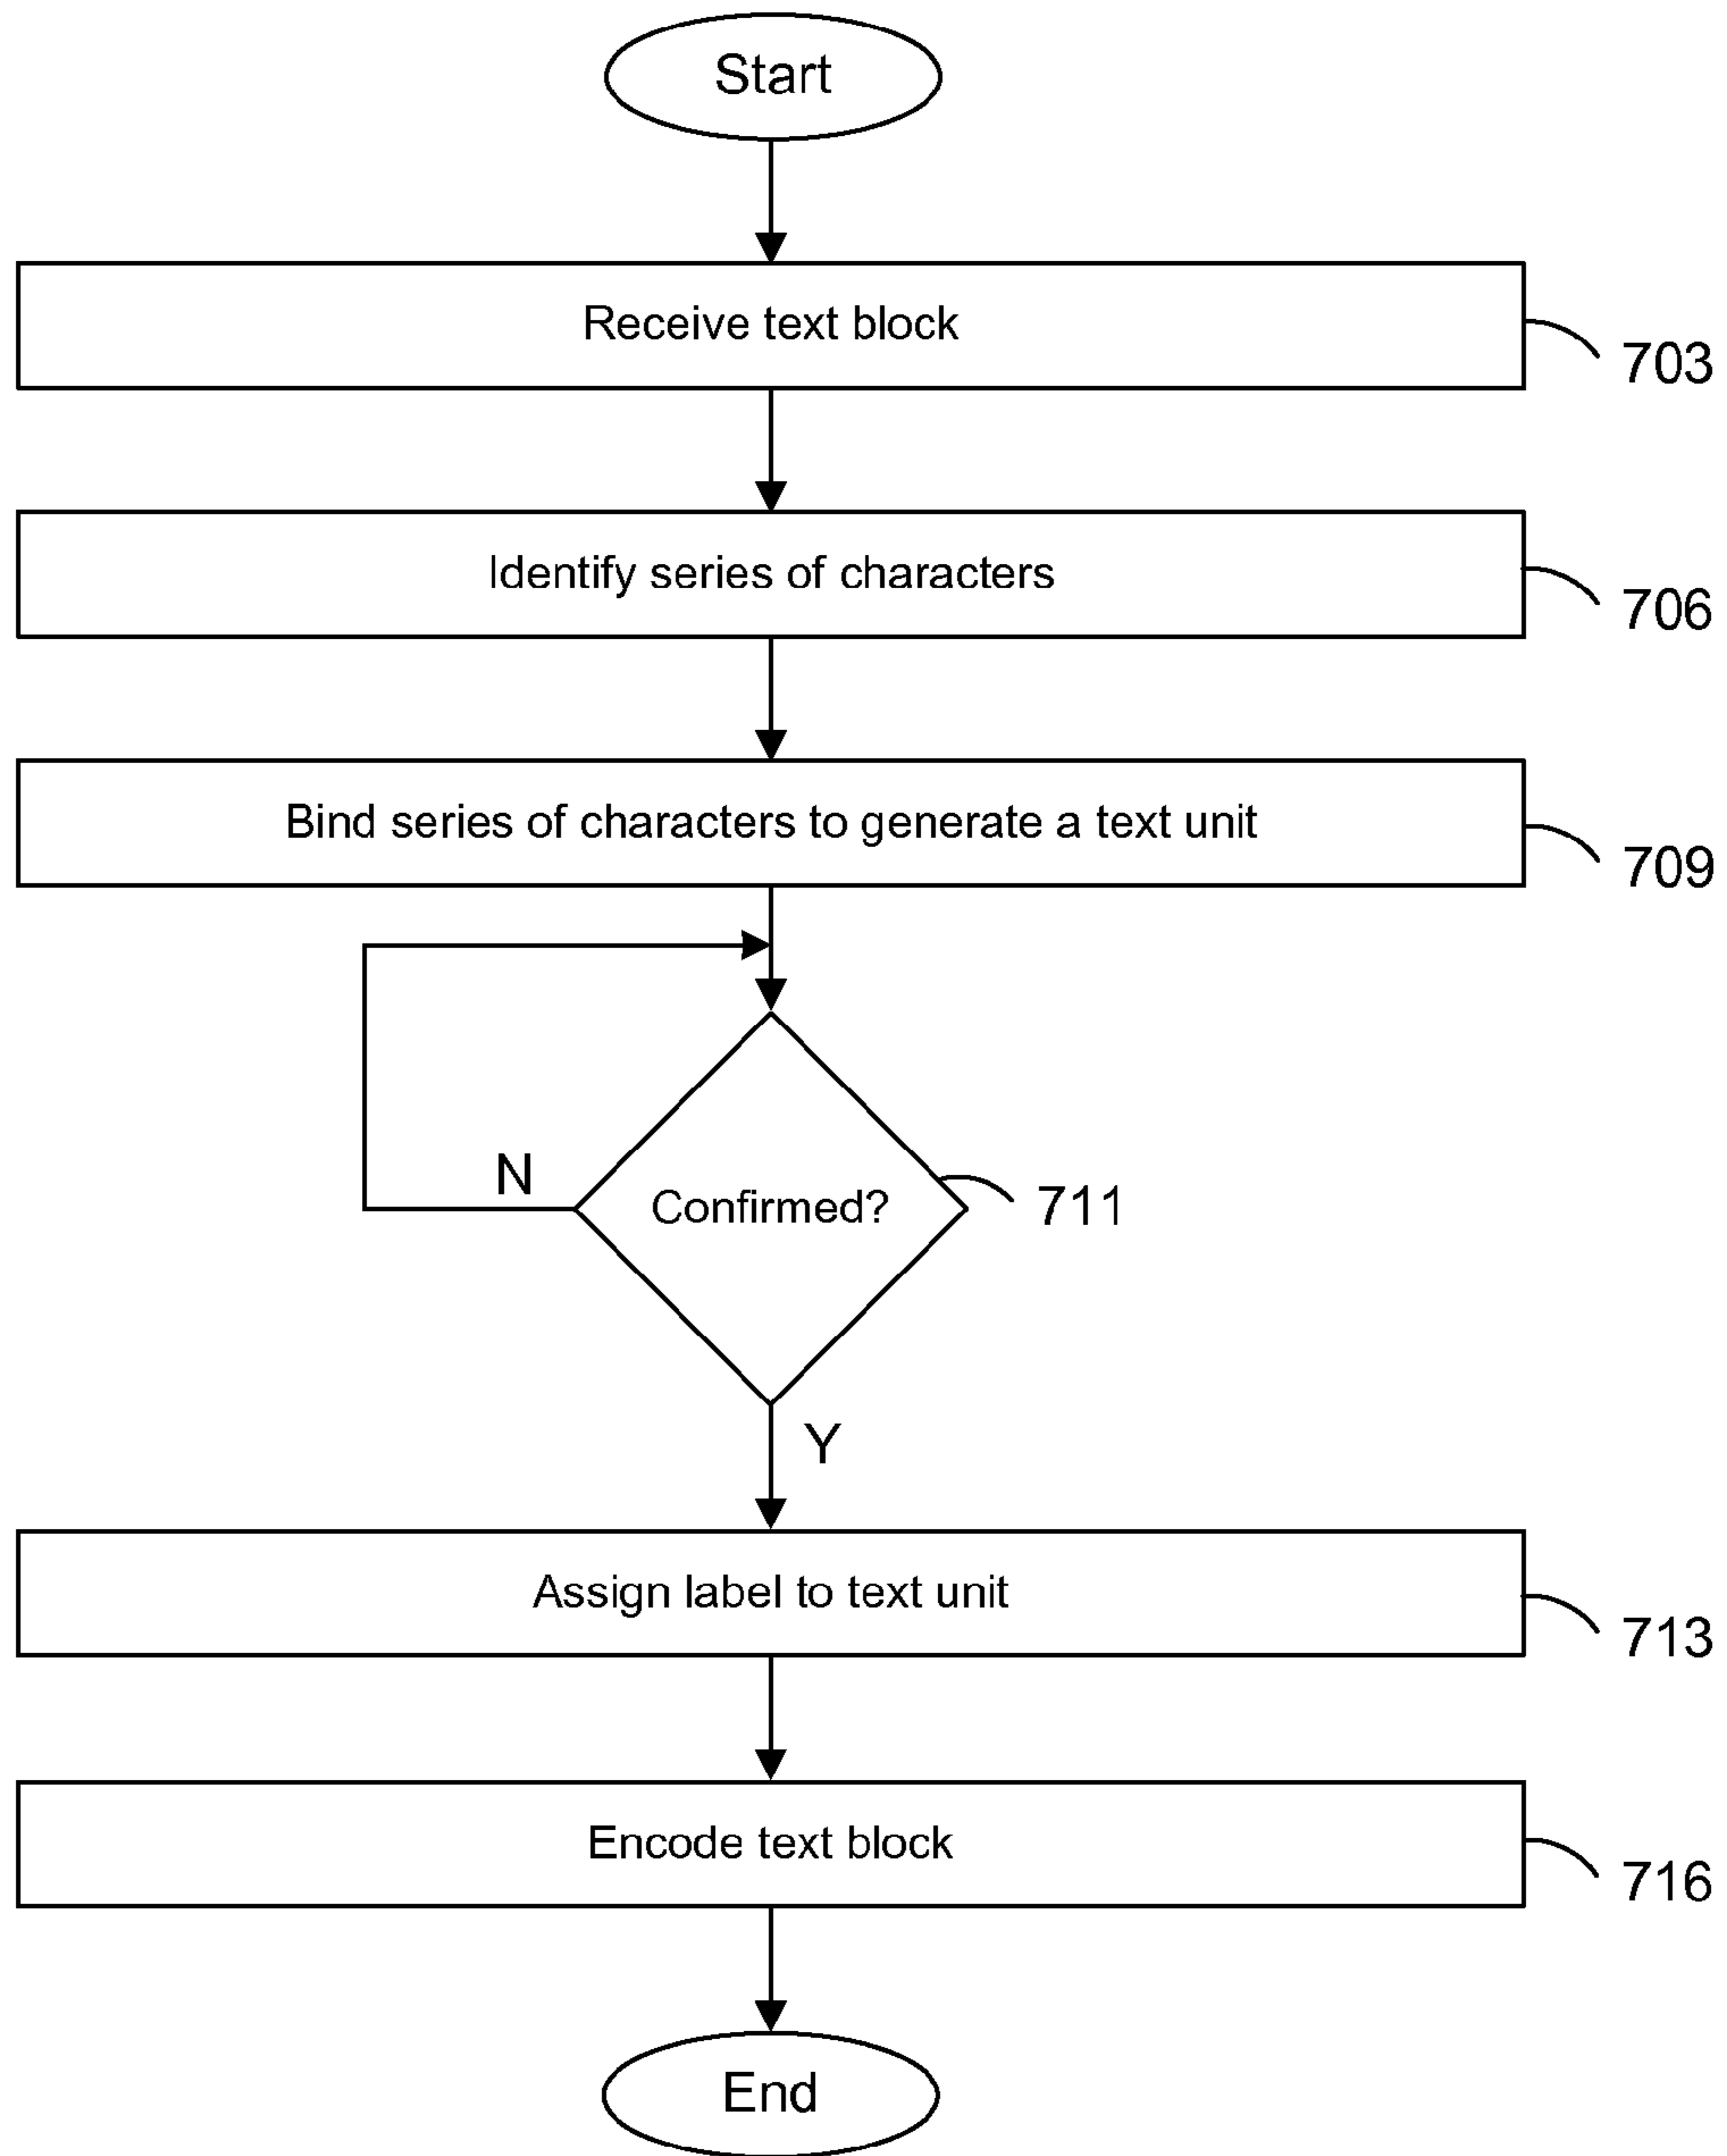 Start
Receive text block
703
Identify series of characters
706
Bind series of characters to generate a text unit
709
N
Confirmed?
711
Y
Assign label to text unit
713
Encode text block
716
End